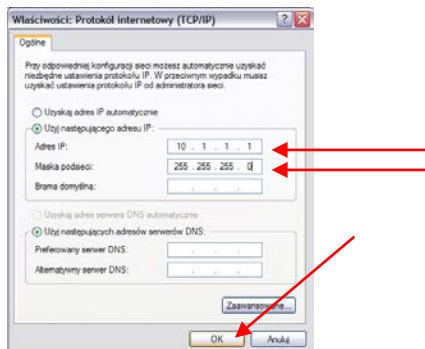 Właściwości: Protokół internetowy (TCP/IP)
Ogólne
Przy odpowiedniej konfiguracji sieci możesz automatycznie uzyskać
niezbędne ustawienia protokołu IP. W przeciwnym wypadku musisz
uzyskać ustawienia protokołu IP od administratora sieci.
Uzyskaj adres IP automatycznie
Użyj następującego adresu IP:
Adres IP: 10 . 1 . 1 . 1
Maska podsieci: 255 . 255 . 255 . 0
Brama domyślna: . . .
Uzyskaj adres serwera DNS automatycznie
Użyj następujących adresów serwerów DNS:
Preferowany serwer DNS: . . .
Alternatywny serwer DNS: . . .
Zaawansowane...
OK Anuluj